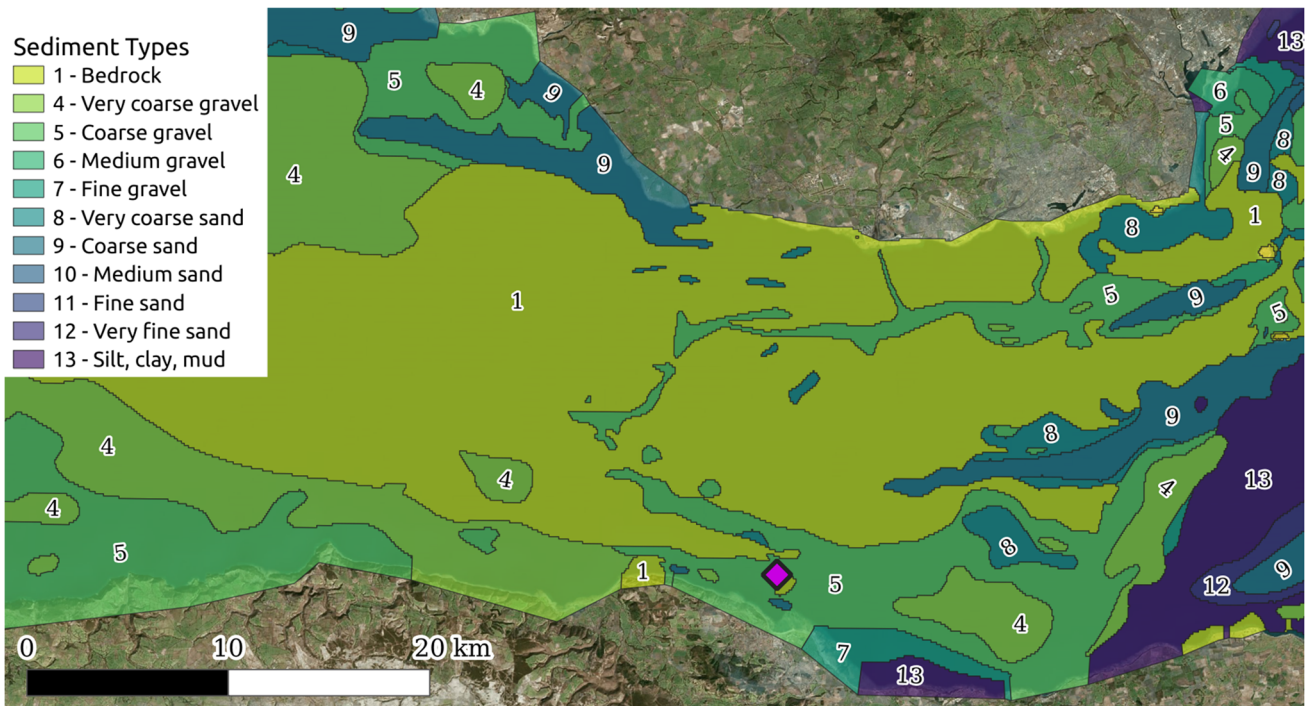 Sediment Types
1 - Bedrock
4 - Very coarse gravel
5 - Coarse gravel
6 - Medium gravel
7 - Fine gravel
8 - Very coarse sand
9 - Coarse sand
10 - Medium sand
11 - Fine sand
12 - Very fine sand
13 - Silt, clay, mud
9
13
5
4
9
6
5
8
4
9
4
9
8
1
8
1
5
9
5
9
8
4
4
4
13
4
5
8
1
5
12
9
4
7
13
0
10
20 km